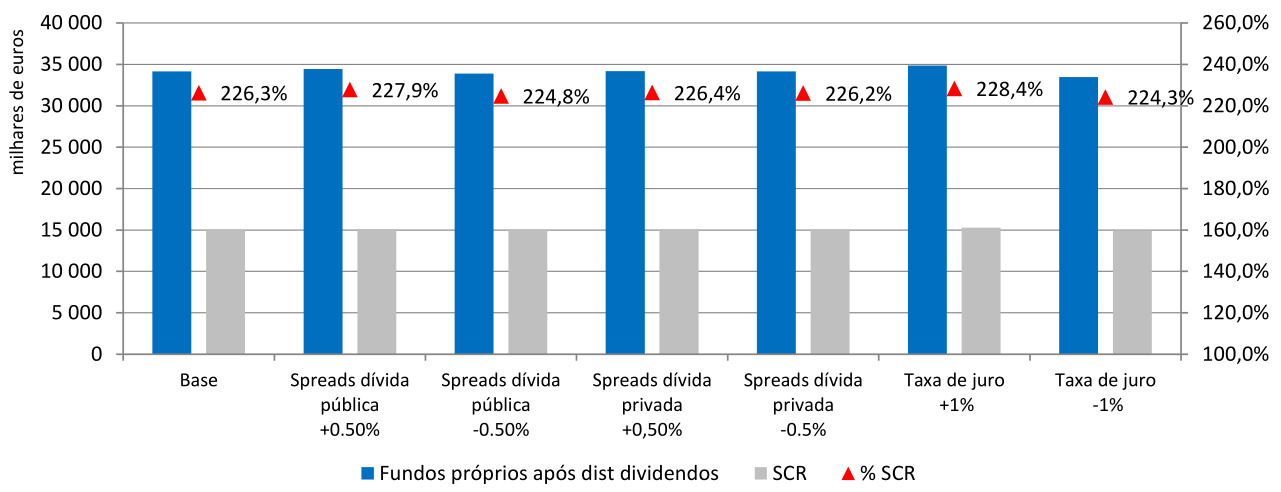 milhares de euros
40 000
35 000
30 000
25 000
20 000
15 000
10 000
5 000
0
260,0%
240,0%
220,0%
200,0%
180,0%
160,0%
140,0%
120,0%
100,0%
226,3%
227,9%
224,8%
226,4%
226,2%
228,4%
224,3%
Base
Spreads dívida
pública
+0.50%
Spreads dívida
pública
-0.50%
Spreads dívida
privada
+0,50%
Spreads dívida
privada
-0.5%
Taxa de juro
+1%
Taxa de juro
-1%
Fundos próprios após dist dividendos
SCR
% SCR